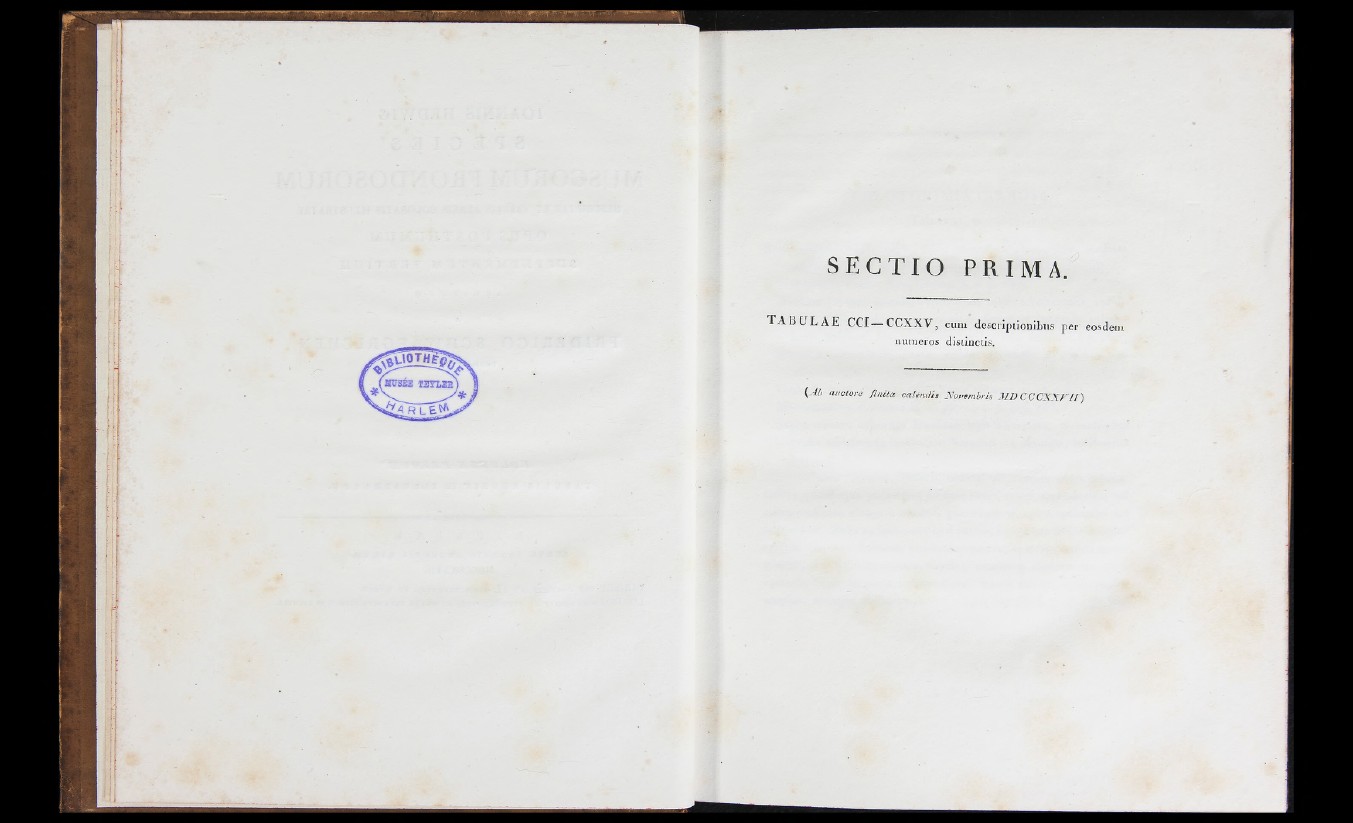 BIBLIOTHÈQUE
MUSÉE TEYLER
* HARLEM *
SECTIO PRIMA.
TABULAE CCI—CCXXV, cum descriptionibus per eosdem
numeros distinctis.
(Ab auctore finita calendis Novembris MDCCCXXVII)